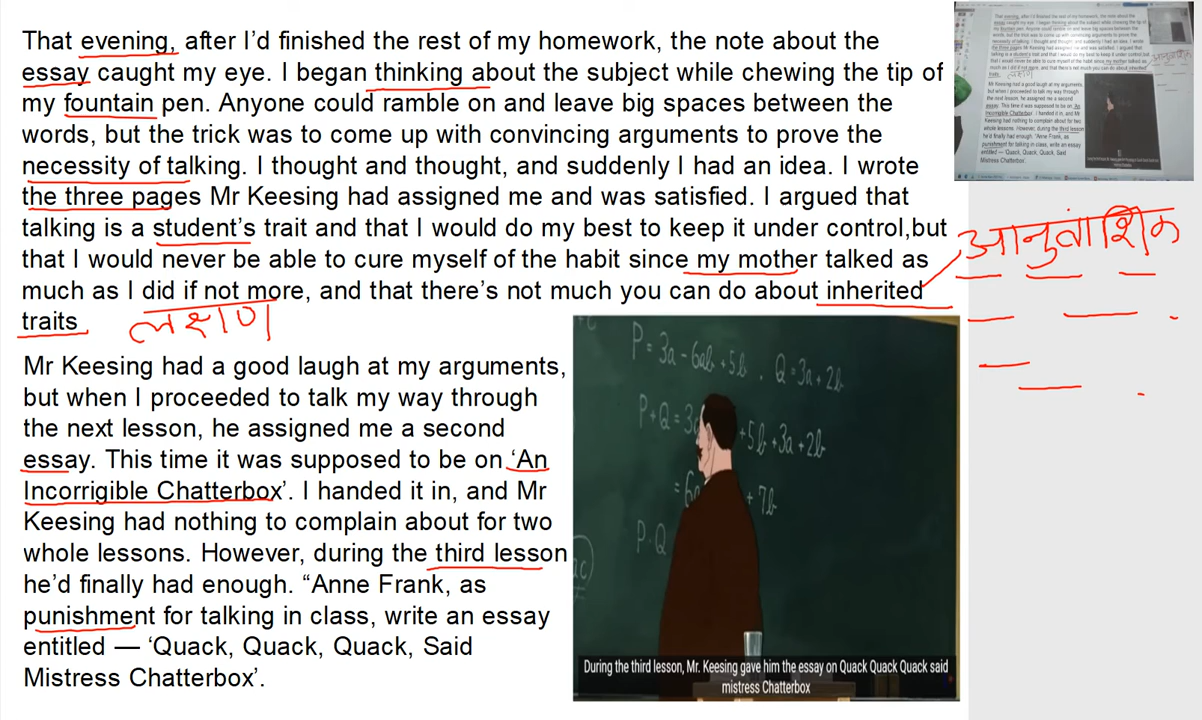 That evening, after I’d finished the rest of my homework, the note about the
essay caught my eye. I began thinking about the subject while chewing the tip of
my fountain pen. Anyone could ramble on and leave big spaces between the
words, but the trick was to come up with convincing arguments to prove the
necessity of talking. I thought and thought, and suddenly I had an idea. I wrote
the three pages Mr Keesing had assigned me and was satisfied. I argued that
talking is a student’s trait and that I would do my best to keep it under control,but
that I would never be able to cure myself of the habit since my mother talked as
much as I did if not more, and that there’s not much you can do about inherited
traits
लक्षण
आनुवांशिक
Mr Keesing had a good laugh at my arguments,
but when I proceeded to talk my way through
the next lesson, he assigned me a second
essay. This time it was supposed to be on ‘An
Incorrigible Chatterbox’. I handed it in, and Mr
Keesing had nothing to complain about for two
whole lessons. However, during the third lesson
he’d finally had enough. “Anne Frank, as
punishment for talking in class, write an essay
entitled — ‘Quack, Quack, Quack, Said
Mistress Chatterbox’.
P = 3a - 6ab + 5b , Q = 3a + 2b
P + Q = 3a + 5b + 3a + 2b
= 6a + 7b
P · Q
During the third lesson, Mr. Keesing gave him the essay on Quack Quack Quack said
mistress Chatterbox